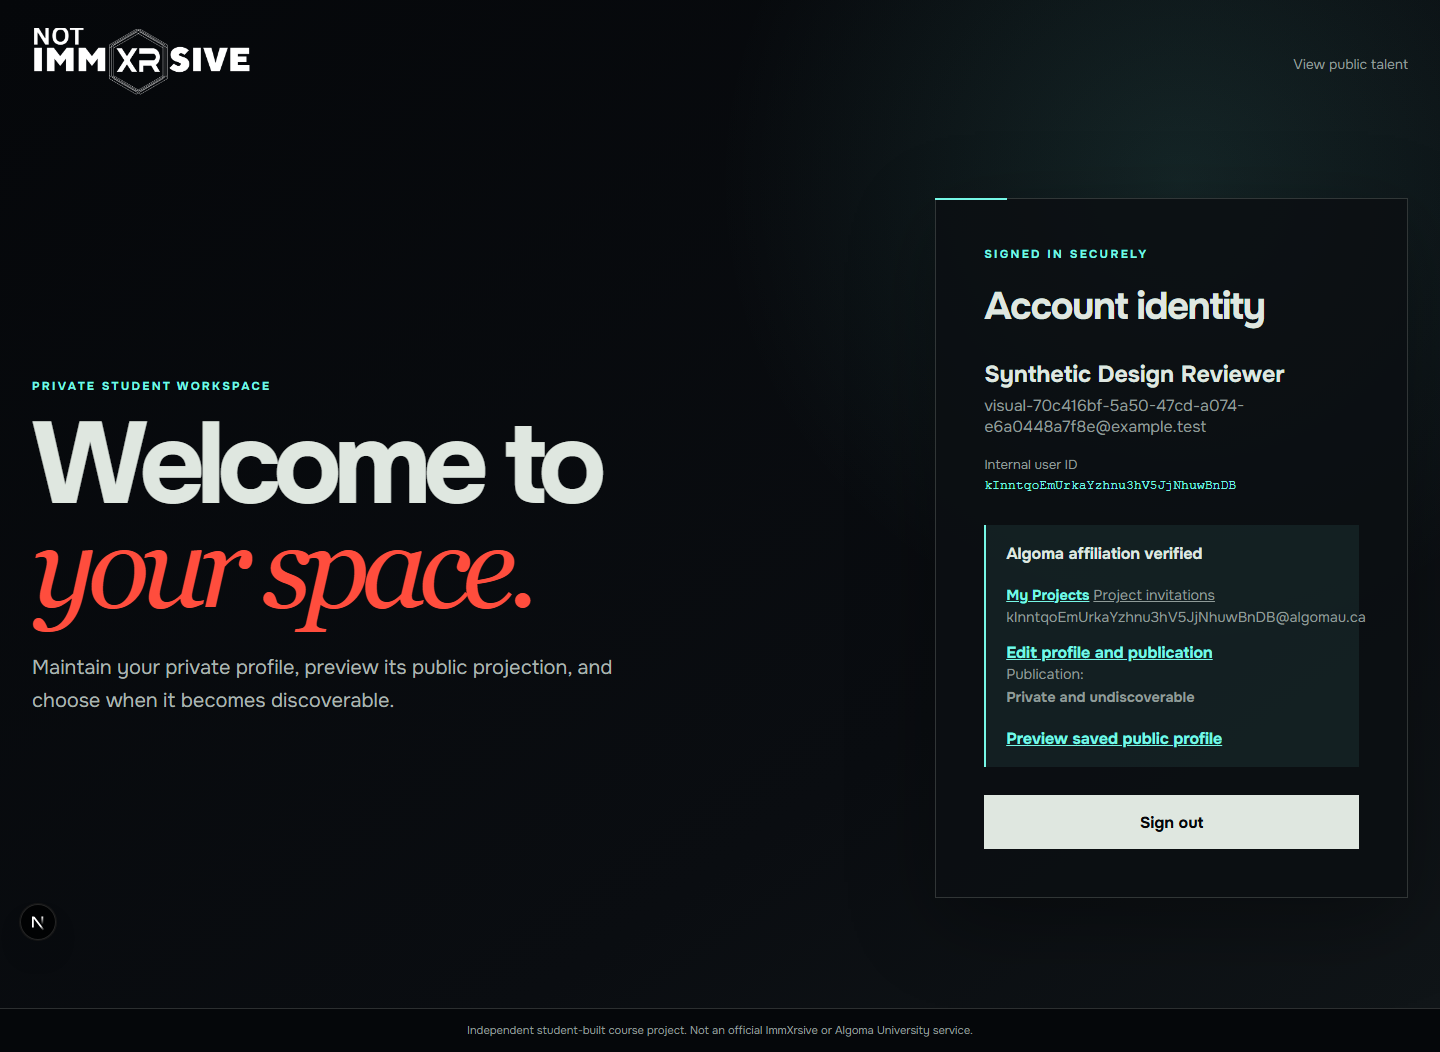 NOT
IMMXRSIVE
View public talent
PRIVATE STUDENT WORKSPACE
Welcome to
your space.
Maintain your private profile, preview its public projection, and
choose when it becomes discoverable.
SIGNED IN SECURELY
Account identity
Synthetic Design Reviewer
visual-70c416bf-5a50-47cd-a074-
e6a0448a7f8e@example.test
Internal user ID
kInntqoEmUrkaYzhnu3hV5JjNhuwBnDB
Algoma affiliation verified
My Projects Project invitations
kInntqoEmUrkaYzhnu3hV5JjNhuwBnDB@algomau.ca
Edit profile and publication
Publication:
Private and undiscoverable
Preview saved public profile
Sign out
N
Independent student-built course project. Not an official ImmXrsive or Algoma University service.